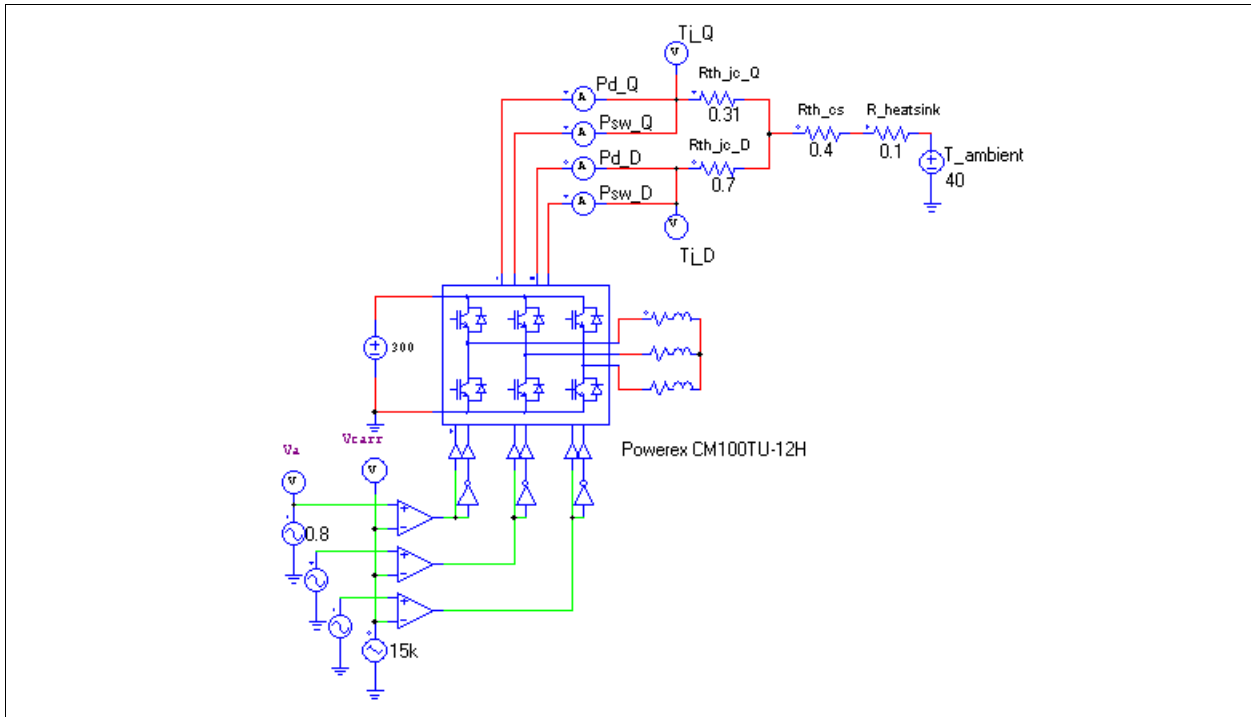 Tj_Q
Pd_Q
Rth_jc_Q
A
0.31
Rth_cs
R_heatsink
Psw_Q
A
0.4
0.1
T_ambient
40
Pd_D
Rth_jc_D
A
0.7
Psw_D
A
V
V
Tj_D
300
Powerex CM100TU-12H
Va
Vcarr
V
V
0.8
15k